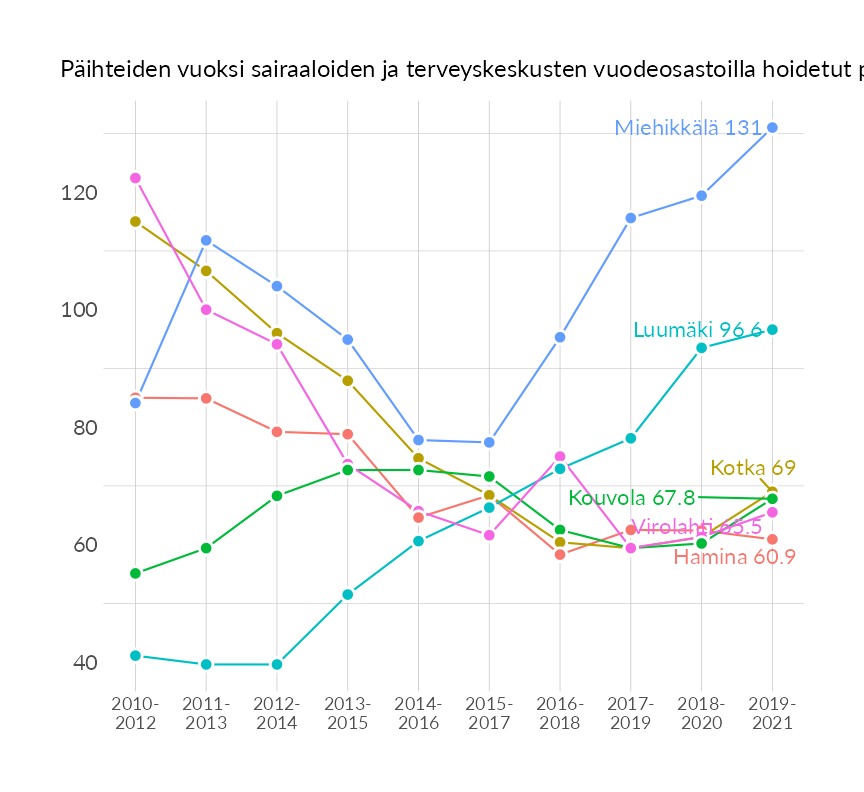 Päihteiden vuoksi sairaaloiden ja terveyskeskusten vuodeosastoilla hoidetut p
Miehikkälä 131
120
100
Luumäki 96.6
80
Kotka 69
Kouvola 67.8
Virolahti 65.5
60
Hamina 60.9
40
2010- 2011- 2012- 2013- 2014- 2015- 2016- 2017- 2018- 2019-
2012 2013 2014 2015 2016 2017 2018 2019 2020 2021